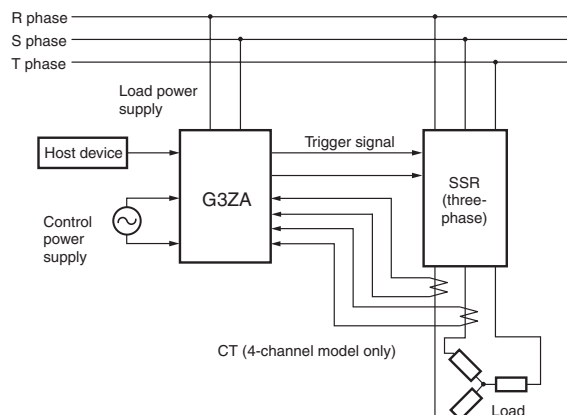 R phase
S phase
T phase
Load power
supply
Trigger signal
Host device
G3ZA
SSR
(three-
phase)
Control
power
supply
CT (4-channel model only)
Load